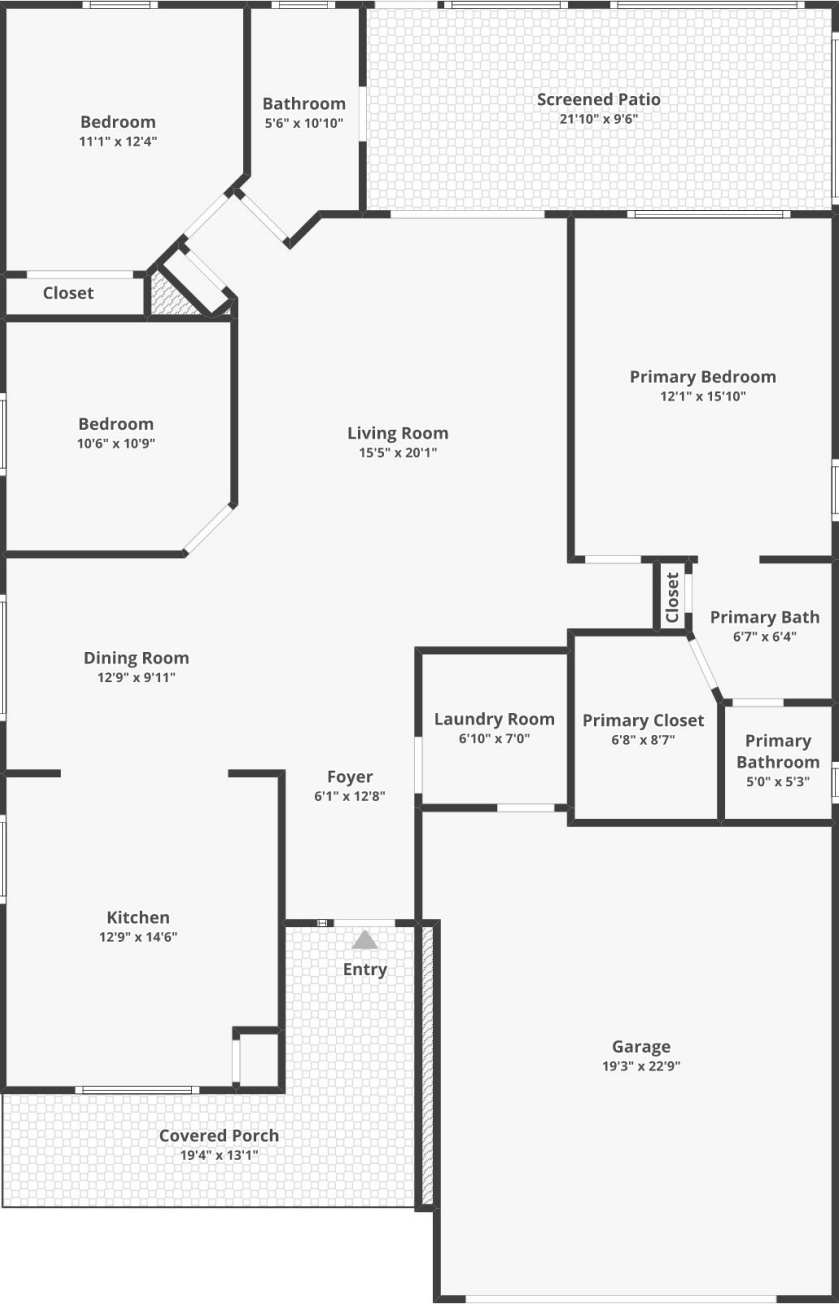 Bedroom
11'1" x 12'4"
Bathroom
5'6" x 10'10"
Screened Patio
21'10" x 9'6"
Closet
Bedroom
10'6" x 10'9"
Living Room
15'5" x 20'1"
Primary Bedroom
12'1" x 15'10"
Closet
Primary Bath
6'7" x 6'4"
Dining Room
12'9" x 9'11"
Laundry Room
6'10" x 7'0"
Primary Closet
6'8" x 8'7"
Primary
Bathroom
5'0" x 5'3"
Foyer
6'1" x 12'8"
Kitchen
12'9" x 14'6"
Entry
Garage
19'3" x 22'9"
Covered Porch
19'4" x 13'1"